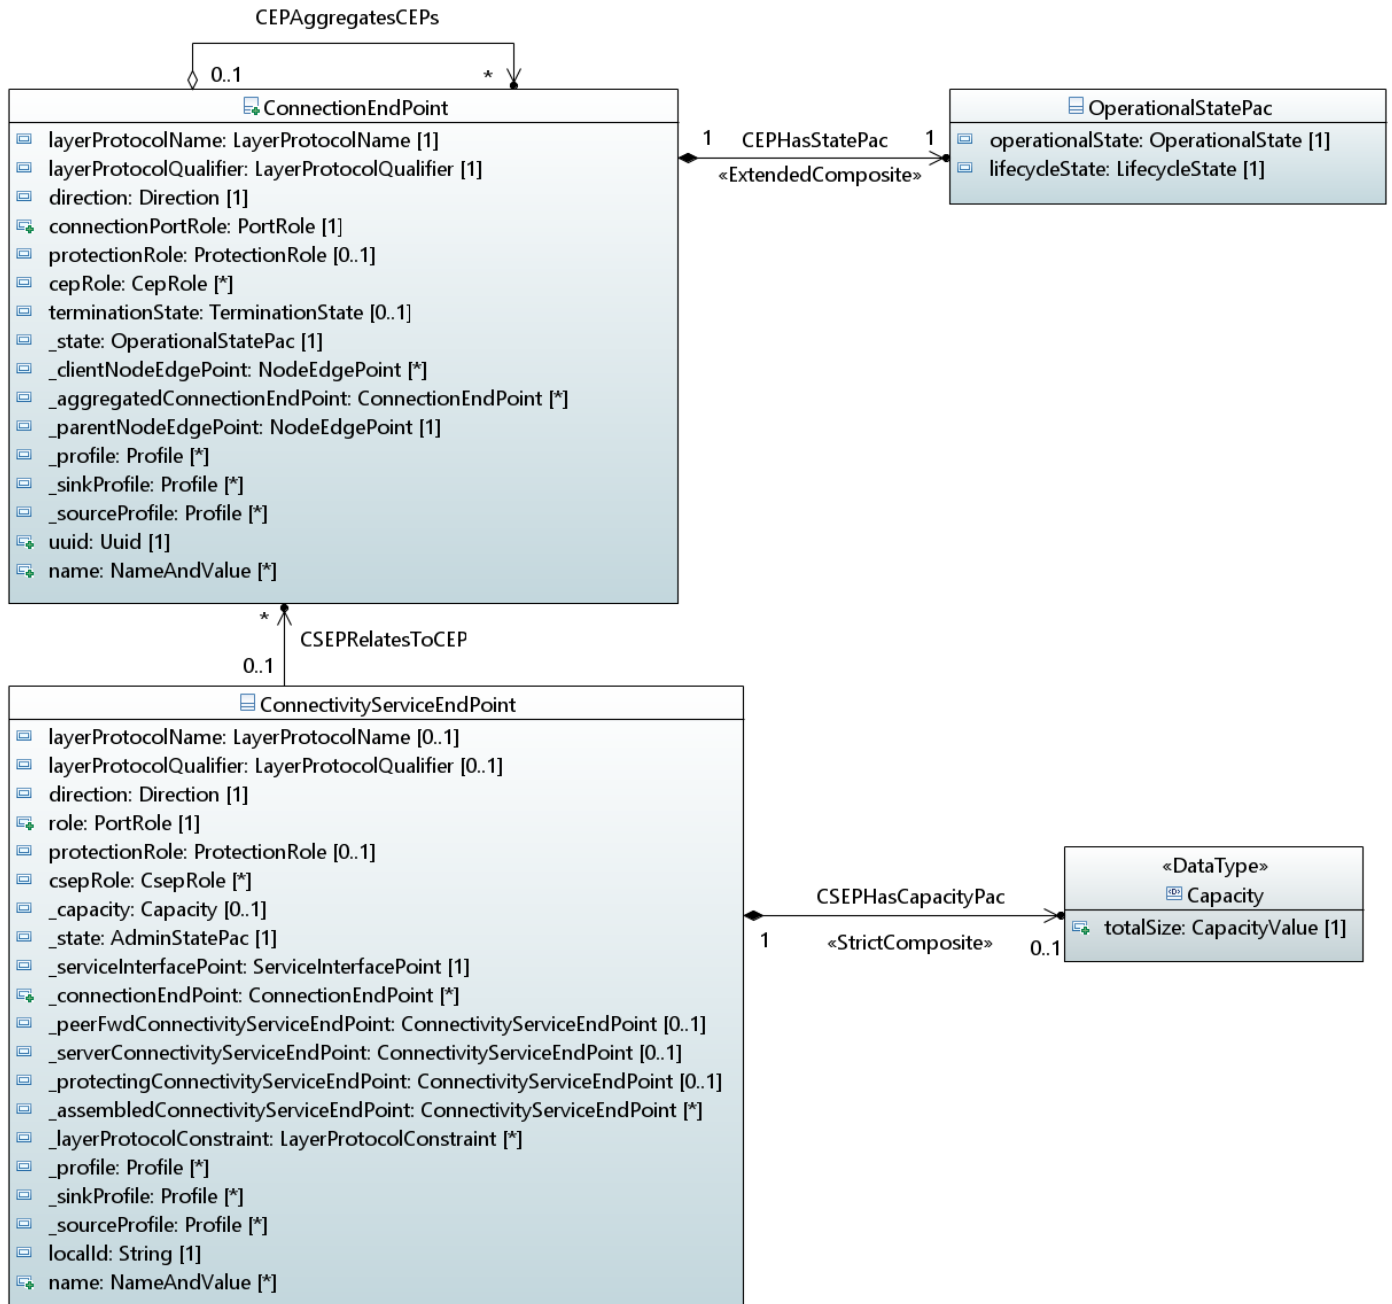 CEPAggregatesCEPs
0..1
*
ConnectionEndPoint
layerProtocolName: LayerProtocolName [1]
layerProtocolQualifier: LayerProtocolQualifier [1]
direction: Direction [1]
connectionPortRole: PortRole [1]
protectionRole: ProtectionRole [0..1]
cepRole: CepRole [*]
terminationState: TerminationState [0..1]
_state: OperationalStatePac [1]
_clientNodeEdgePoint: NodeEdgePoint [*]
_aggregatedConnectionEndPoint: ConnectionEndPoint [*]
_parentNodeEdgePoint: NodeEdgePoint [1]
_profile: Profile [*]
_sinkProfile: Profile [*]
_sourceProfile: Profile [*]
uuid: Uuid [1]
name: NameAndValue [*]
1
CEPHasStatePac
1
«ExtendedComposite»
OperationalStatePac
operationalState: OperationalState [1]
lifecycleState: LifecycleState [1]
*
CSEPRelatesToCEP
0..1
ConnectivityServiceEndPoint
layerProtocolName: LayerProtocolName [0..1]
layerProtocolQualifier: LayerProtocolQualifier [0..1]
direction: Direction [1]
role: PortRole [1]
protectionRole: ProtectionRole [0..1]
csepRole: CsepRole [*]
_capacity: Capacity [0..1]
_state: AdminStatePac [1]
_serviceInterfacePoint: ServiceInterfacePoint [1]
_connectionEndPoint: ConnectionEndPoint [*]
_peerFwdConnectivityServiceEndPoint: ConnectivityServiceEndPoint [0..1]
_serverConnectivityServiceEndPoint: ConnectivityServiceEndPoint [0..1]
_protectingConnectivityServiceEndPoint: ConnectivityServiceEndPoint [0..1]
_assembledConnectivityServiceEndPoint: ConnectivityServiceEndPoint [*]
_layerProtocolConstraint: LayerProtocolConstraint [*]
_profile: Profile [*]
_sinkProfile: Profile [*]
_sourceProfile: Profile [*]
localId: String [1]
name: NameAndValue [*]
CSEPHasCapacityPac
1
«StrictComposite»
0..1
«DataType»
Capacity
totalSize: CapacityValue [1]